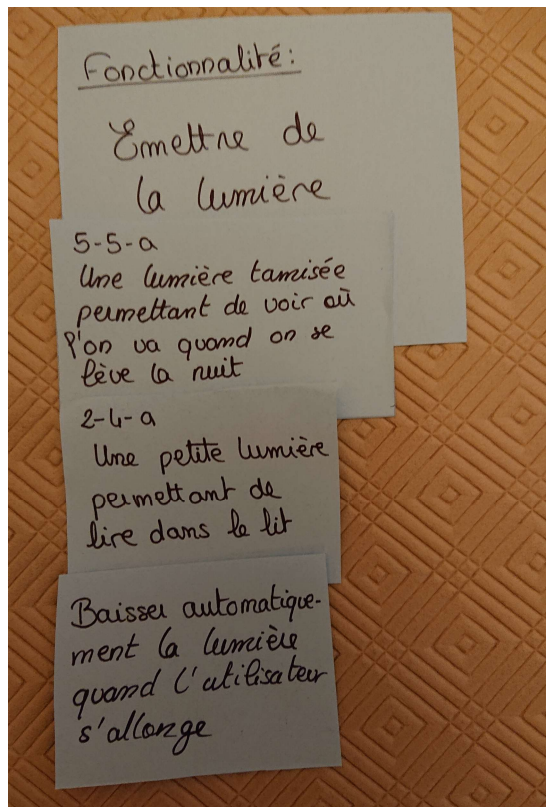 Fonctionnalité:
Emettre de
la lumière
5-5-a
Une lumière tamisée
permettant de voir où
l'on va quand on se
lève la nuit
2-4-a
Une petite lumière
permettant de
lire dans le lit
Baisser automatique-
ment la lumière
quand l'utilisateur
s'allonge